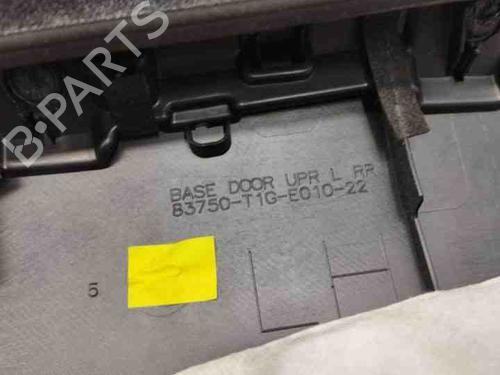 B-PARTS
BASE DOOR UPR L RR
83750-T1G-E010-22
5